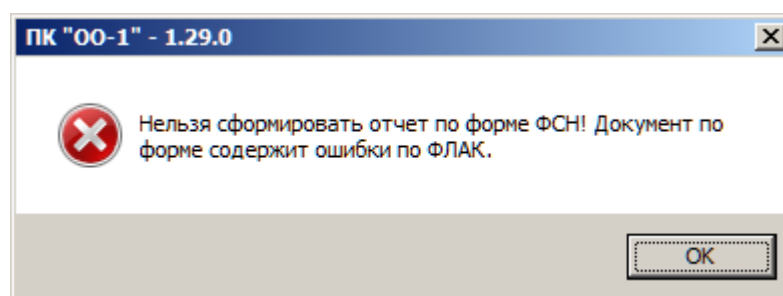 ПК "ОО-1" - 1.29.0
Нельзя сформировать отчет по форме ФСН! Документ по
форме содержит ошибки по ФЛАК.
ОК